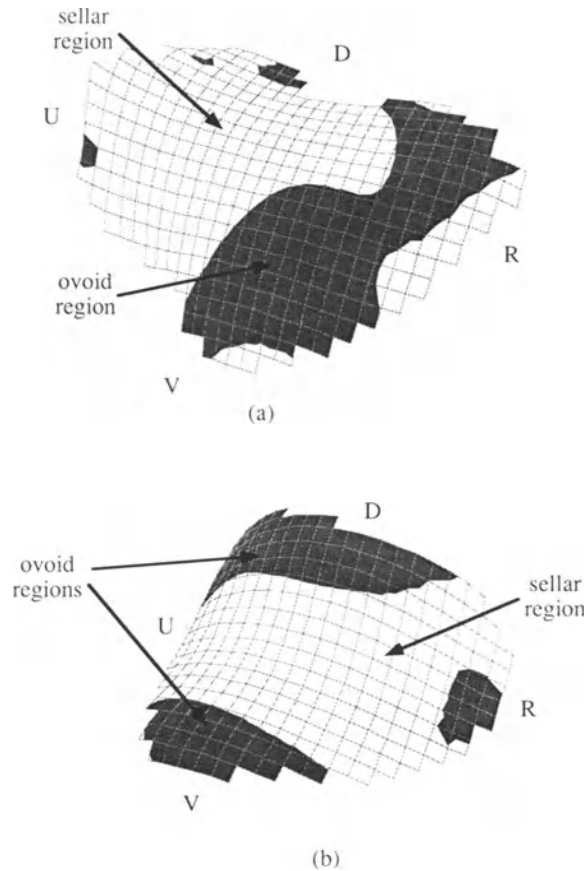 sellar
region
D
U
R
ovoid
region
V
(a)
D
ovoid
regions
sellar
region
U
R
V
(b)